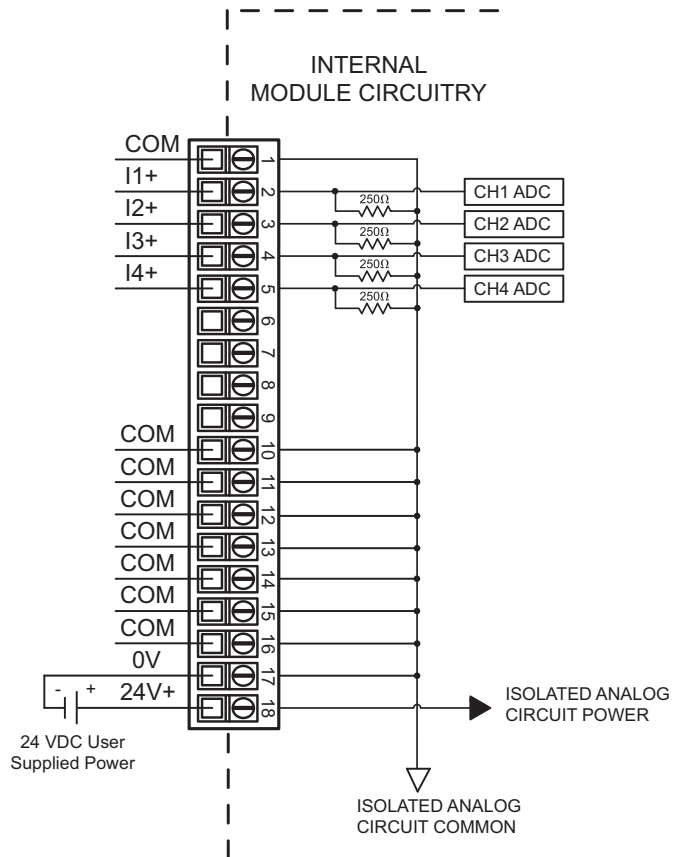 INTERNAL
MODULE CIRCUITRY
COM
1
I1+
2
CH1 ADC
250Ω
I2+
3
CH2 ADC
250Ω
I3+
4
CH3 ADC
250Ω
I4+
5
CH4 ADC
250Ω
6
7
8
9
COM
10
COM
11
COM
12
COM
13
COM
14
COM
15
COM
16
0V
17
- +
24V+
18
ISOLATED ANALOG
CIRCUIT POWER
24 VDC User
Supplied Power
ISOLATED ANALOG
CIRCUIT COMMON